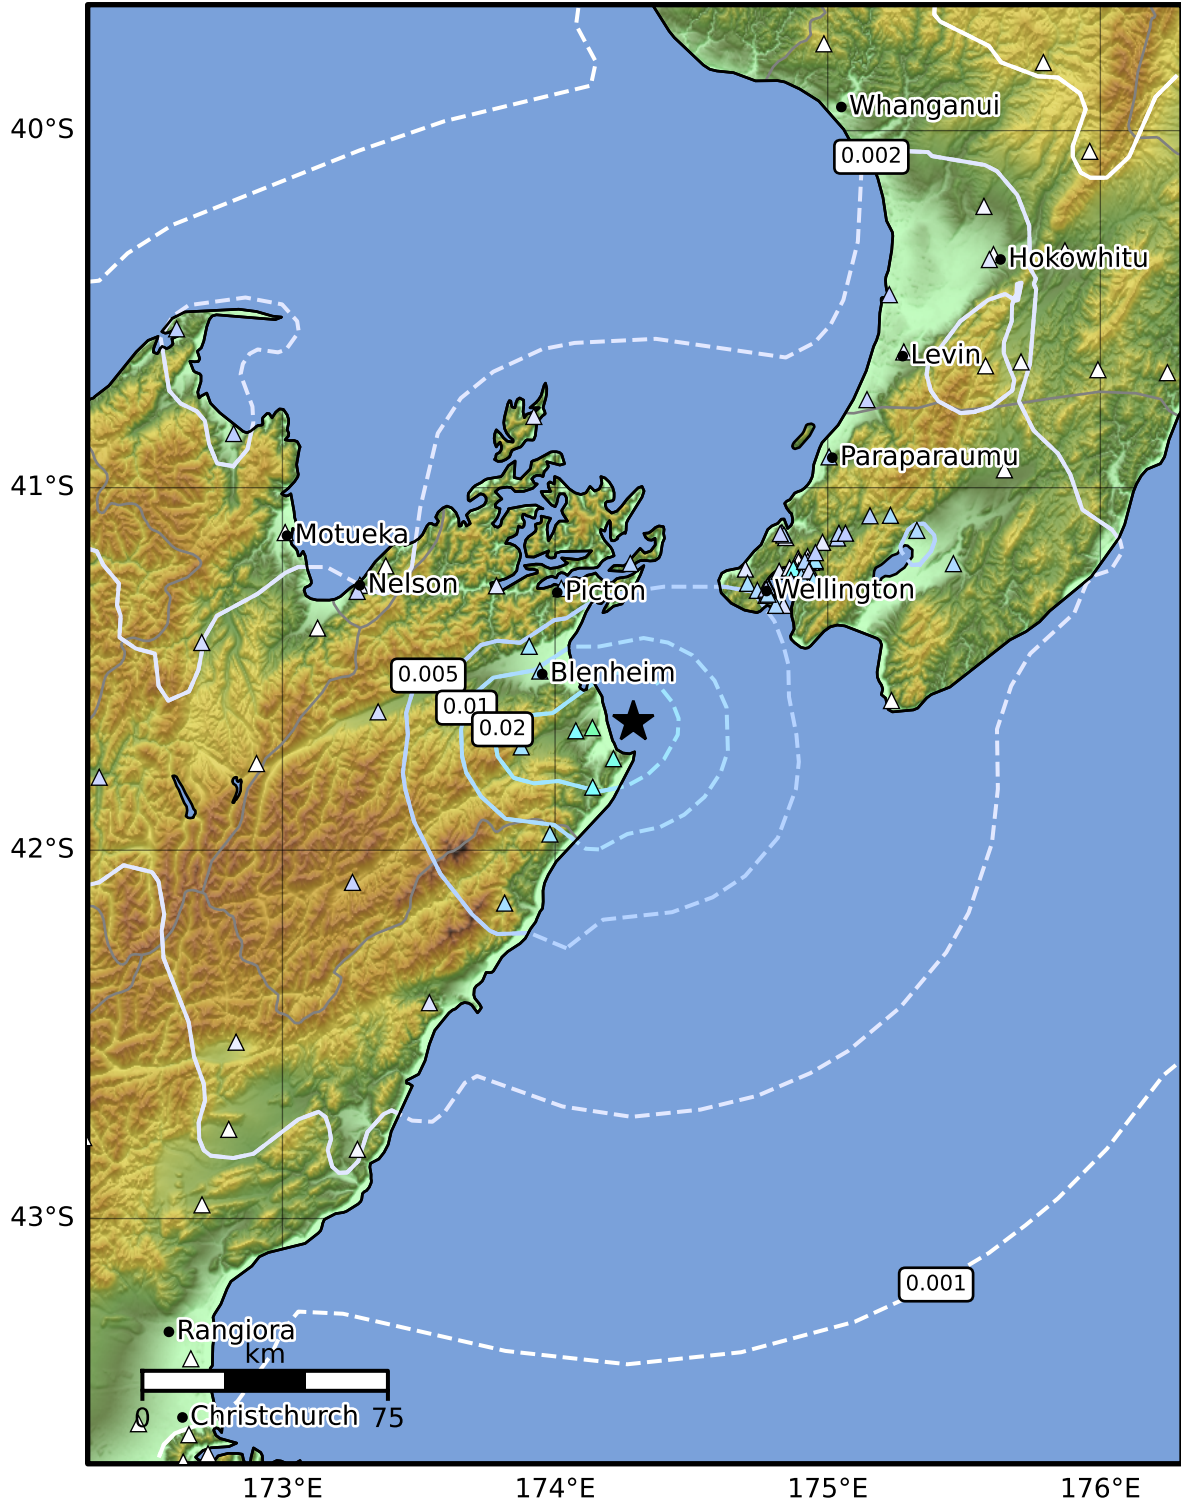 Whanganui
40°S
0.002
Hokowhitu
Levin
Paraparaumu
41°S
Motueka
Nelson
Picton
Wellington
Blenheim
0.005
0.01
0.02
42°S
43°S
0.001
Rangiora
km
0
75
Christchurch
173°E
174°E
175°E
176°E